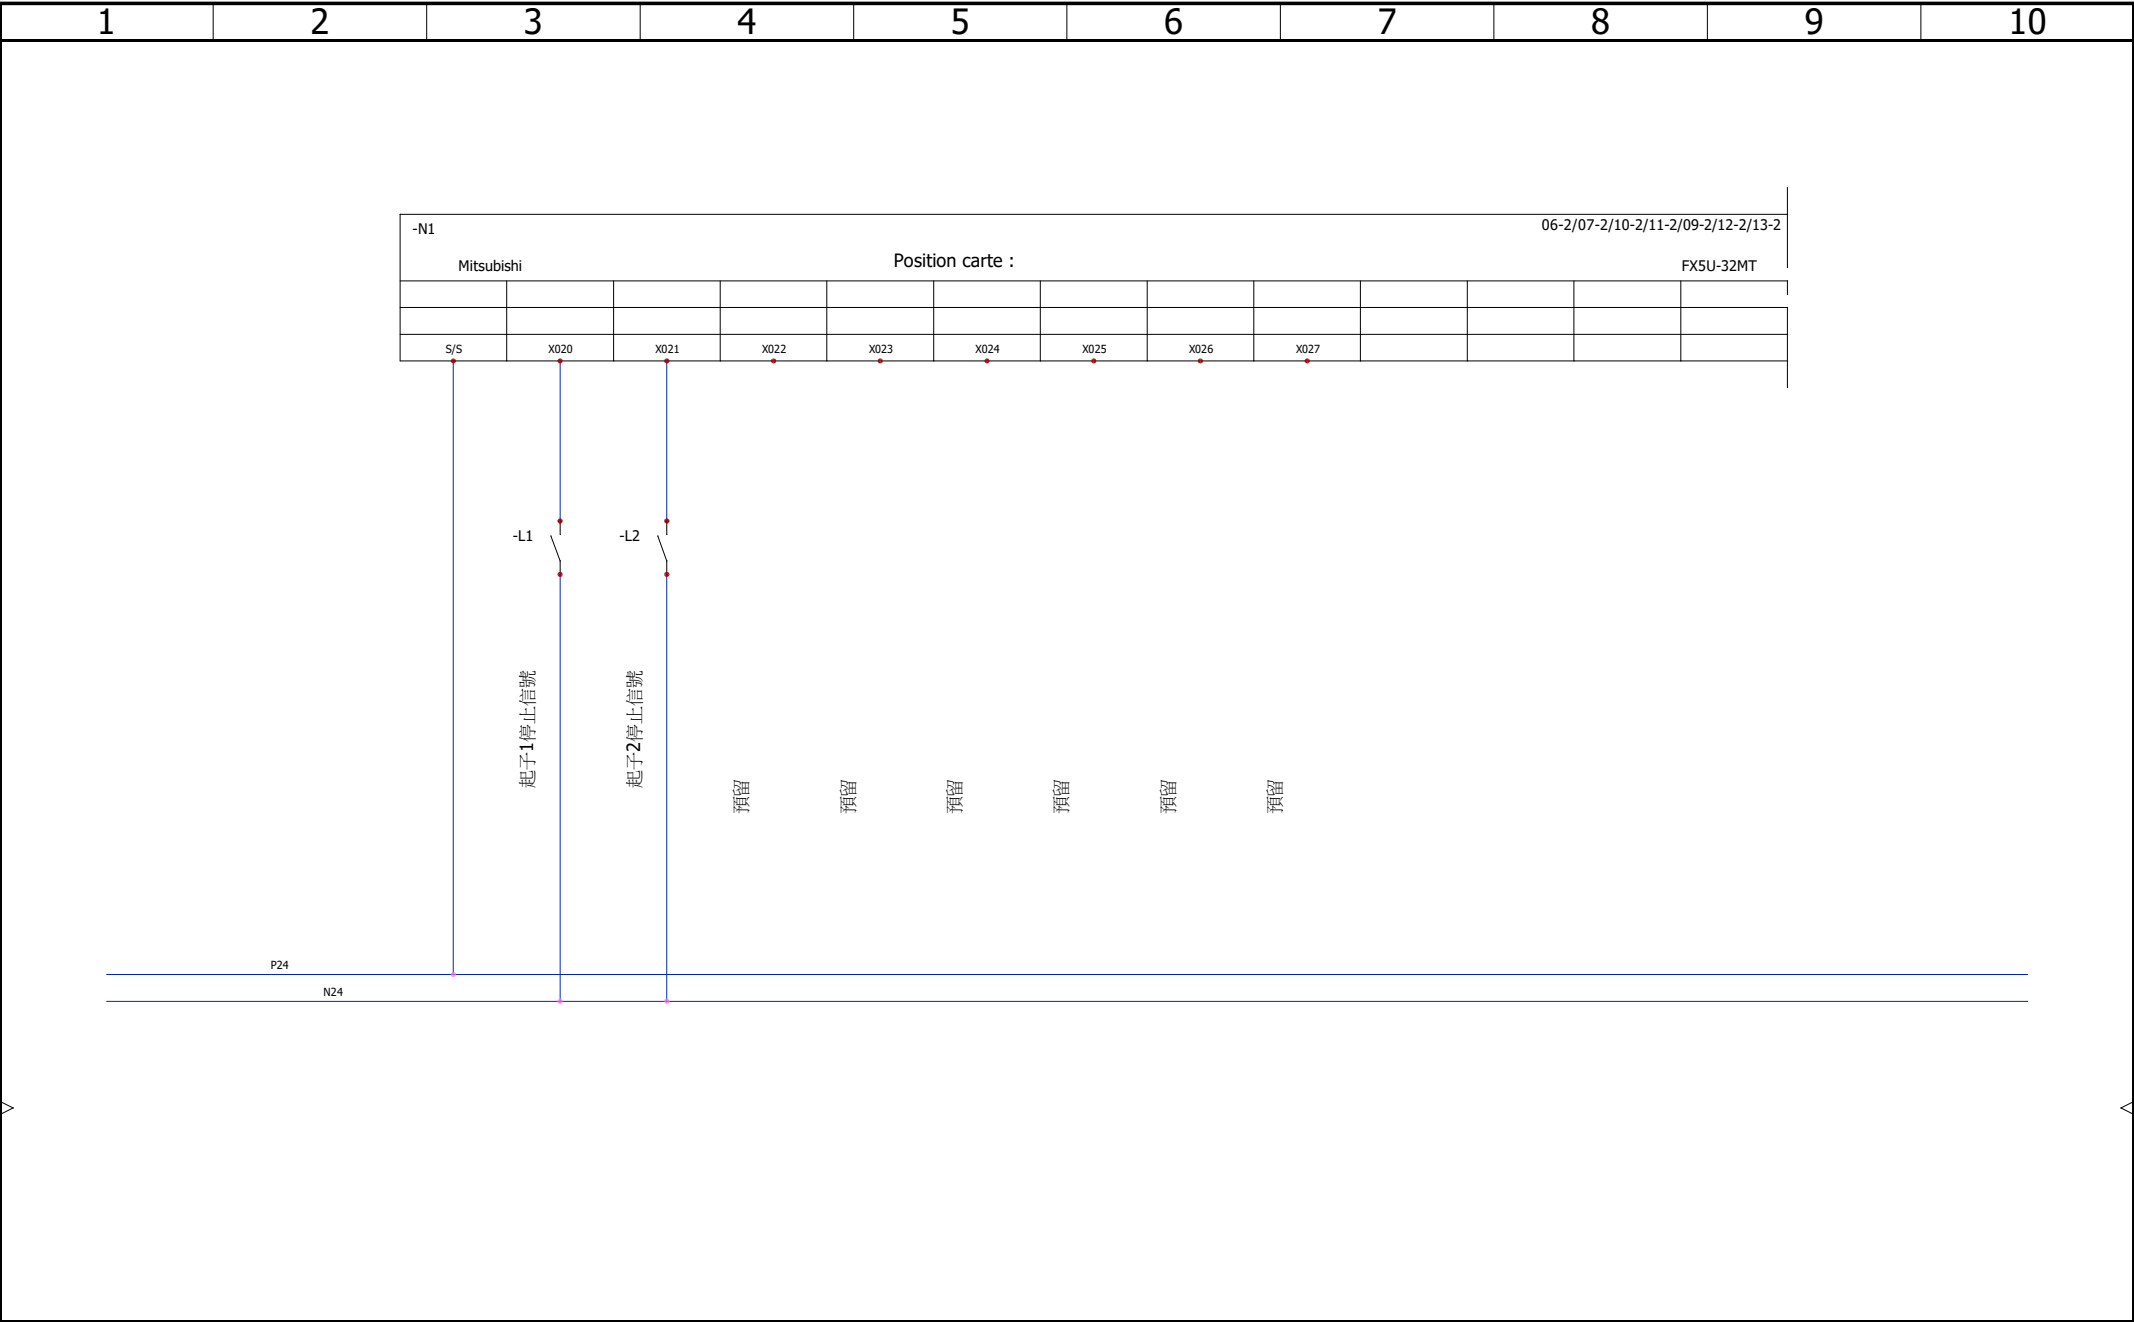 1 2 3 4 5 6 7 8 9 10
-N1 06-2/07-2/10-2/11-2/09-2/12-2/13-2
Mitsubishi Position carte : FX5U-32MT
S/S X020 X021 X022 X023 X024 X025 X026 X027
-L1 -L2
起子1停止信號
起子2停止信號
預留
預留
預留
預留
預留
預留
P24
N24